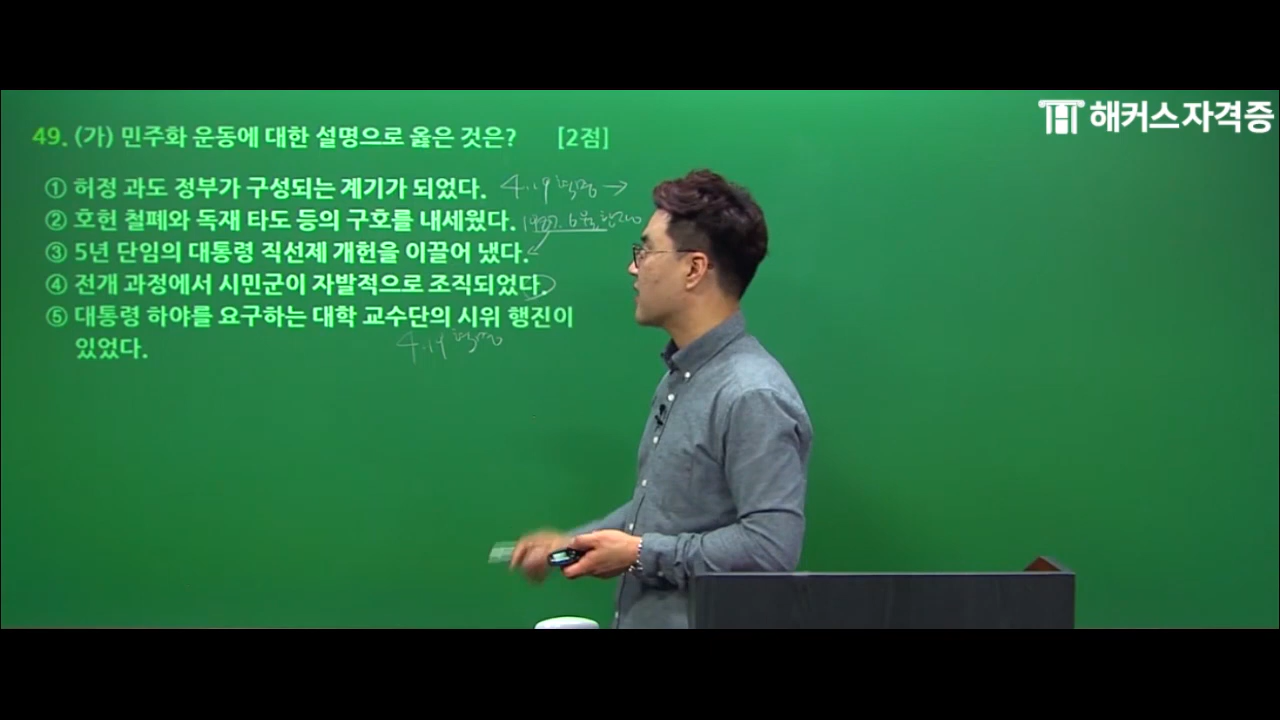 해커스자격증
49. (가) 민주화 운동에 대한 설명으로 옳은 것은? [2점]
① 허정 과도 정부가 구성되는 계기가 되었다. 4.19 혁명 →
② 호헌 철폐와 독재 타도 등의 구호를 내세웠다. 1987. 6월
③ 5년 단임의 대통령 직선제 개헌을 이끌어 냈다.
④ 전개 과정에서 시민군이 자발적으로 조직되었다.
⑤ 대통령 하야를 요구하는 대학 교수단의 시위 행진이
있었다.
4.19 혁명